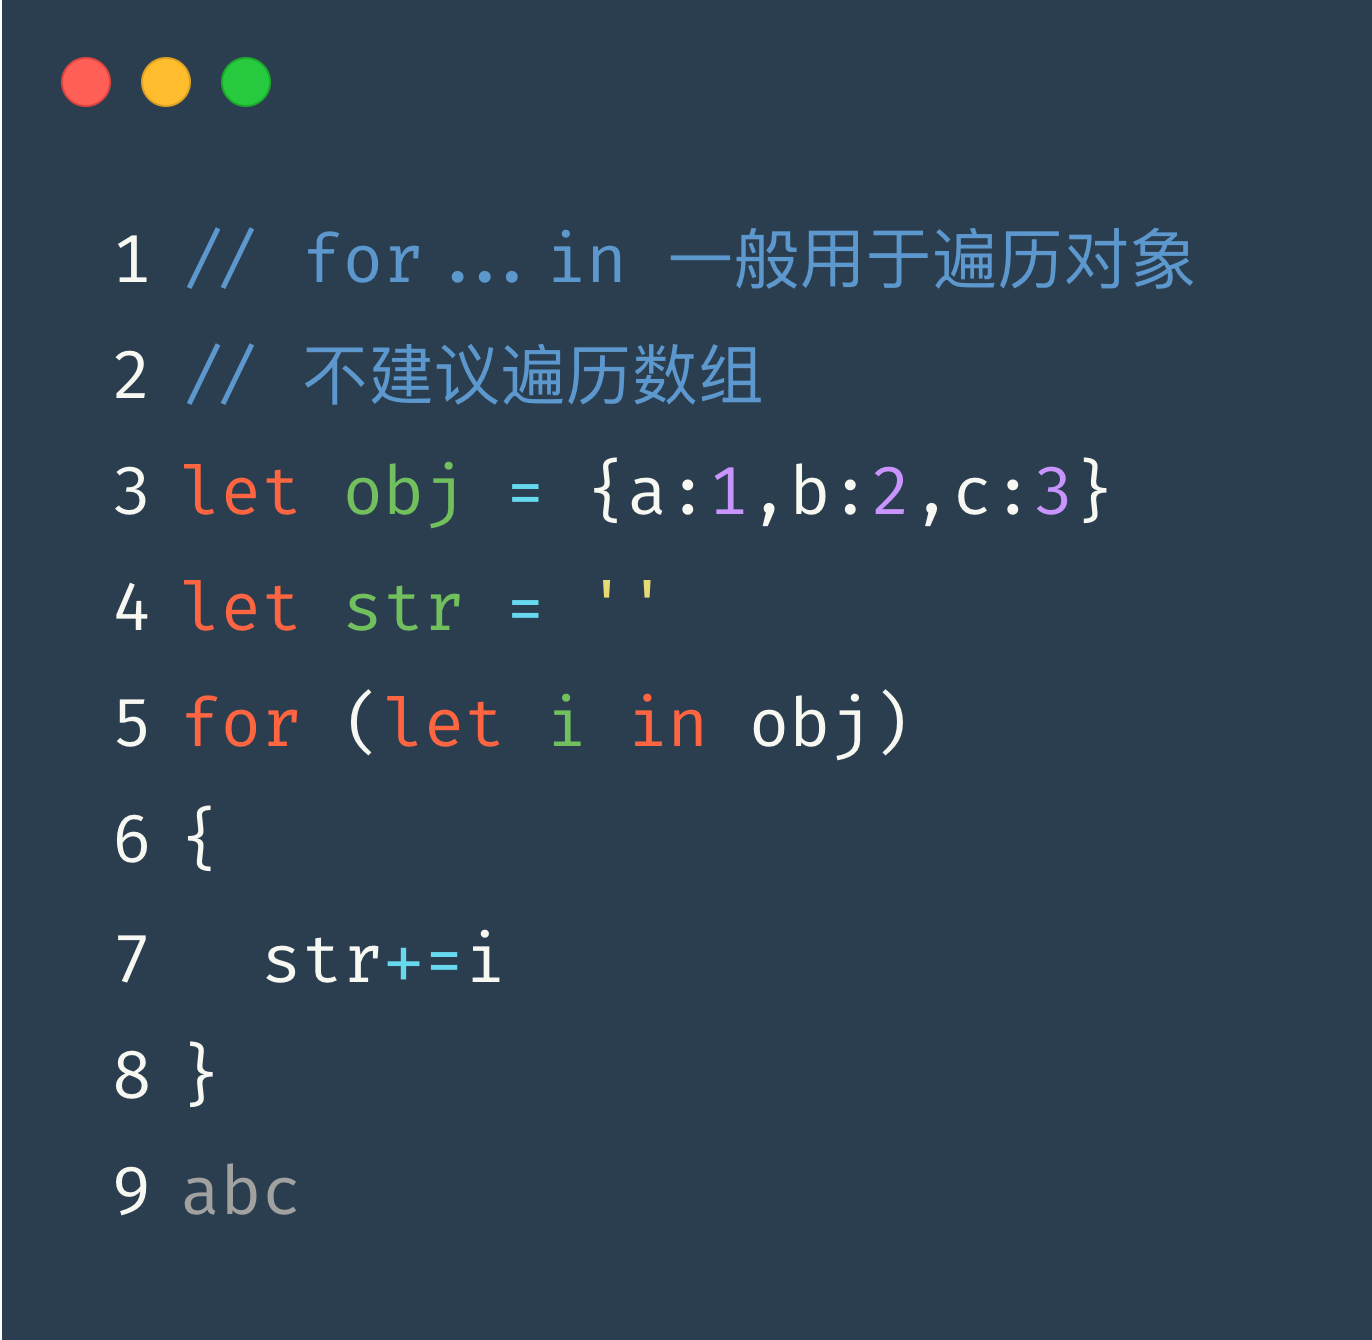 1 // for...in 一般用于遍历对象
2 // 不建议遍历数组
3 let obj = {a:1,b:2,c:3}
4 let str = ''
5 for (let i in obj)
6 {
7   str+=i
8 }
9 abc